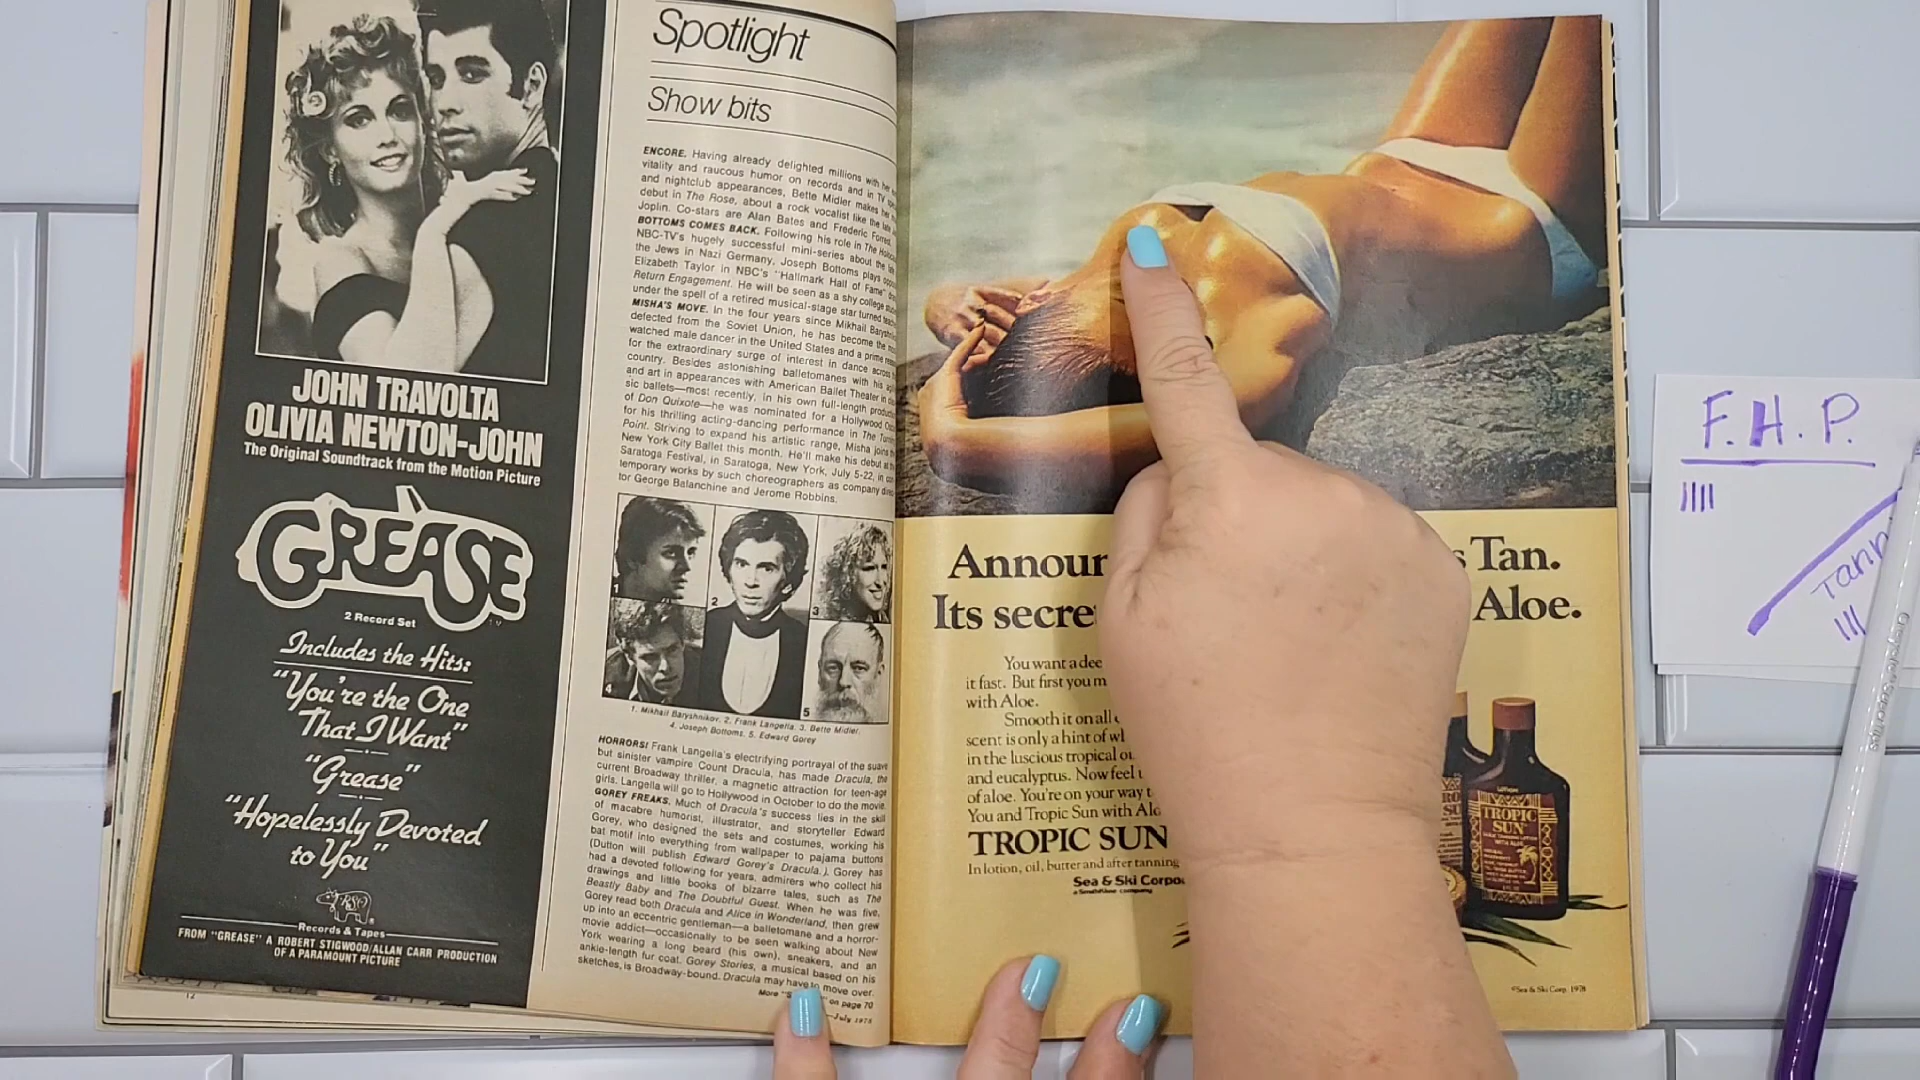 JOHN TRAVOLTA
OLIVIA NEWTON-JOHN
The Original Soundtrack from the Motion Picture
GREASE
2 Record Set
Includes the Hits:
"You're the One
That I Want"
"Grease"
"Hopelessly Devoted
to You"
RSO
Records & Tapes
FROM "GREASE" A ROBERT STIGWOOD/ALLAN CARR PRODUCTION
OF A PARAMOUNT PICTURE
12
Spotlight
Show bits
ENCORE. Having already delighted millions with her
vitality and raucous humor on records and in TV
and nightclub appearances, Bette Midler makes her
debut in The Rose, about a rock vocalist like the late
Joplin. Co-stars are Alan Bates and Frederic Forrest.
BOTTOMS COMES BACK. Following his role in The
NBC-TV's hugely successful mini-series about the
the Jews in Nazi Germany, Joseph Bottoms plays
Elizabeth Taylor in NBC's "Hallmark Hall of Fame"
Return Engagement. He will be seen as a shy college
under the spell of a retired musical-stage star turned
MISHA'S MOVE. In the four years since Mikhail
defected from the Soviet Union, he has become the
watched male dancer in the United States and a prime
for the extraordinary surge of interest in dance across
country. Besides astonishing balletomanes with his
and art in appearances with American Ballet Theater in
sic ballets—most recently, in his own full-length
of Don Quixote—he was nominated for a Hollywood
for his thrilling acting-dancing performance in The
Point. Striving to expand his artistic range, Misha joins
New York City Ballet this month. He'll make his debut at
Saratoga Festival, in Saratoga, New York, July 5-22, in
temporary works by such choreographers as company
tor George Balanchine and Jerome Robbins.
1
2
3
4
5
1. Mikhail Baryshnikov. 2. Frank Langella. 3. Bette Midler.
4. Joseph Bottoms. 5. Edward Gorey
HORRORS! Frank Langella's electrifying portrayal of the suave
but sinister vampire Count Dracula, has made Dracula, the
current Broadway thriller, a magnetic attraction for teen-age
girls. Langella will go to Hollywood in October to do the movie.
GOREY FREAKS. Much of Dracula's success lies in the skill
of macabre humorist, illustrator, and storyteller Edward
Gorey, who designed the sets and costumes, working his
bat motif into everything from wallpaper to pajama buttons
(Dutton will publish Edward Gorey's Dracula.) Gorey has
had a devoted following for years, admirers who collect his
drawings and little books of bizarre tales, such as The
Beastly Baby and The Doubtful Guest. When he was five,
Gorey read both Dracula and Alice in Wonderland, then grew
up into an eccentric gentleman—a balletomane and a horror-
movie addict—occasionally to be seen walking about New
York wearing a long beard (his own), sneakers, and an
ankle-length fur coat. Gorey Stories, a musical based on his
sketches, is Broadway-bound. Dracula may have to move over.
More on page 70
—July 1978
Annou s Tan.
Its secre Aloe.
You want a dee
it fast. But first you m
with Aloe.
Smooth it on all
scent is only a hint of
in the luscious tropical
and eucalyptus. Now feel
of aloe. You're on your way
You and Tropic Sun with
TROPIC SUN
In lotion, oil, butter and after tanning
Sea & Ski
a SmithKline company
LOTION
TROPIC
SUN
WITH ALOE
©Sea & Ski Corp. 1978
F.H.P.
Tann